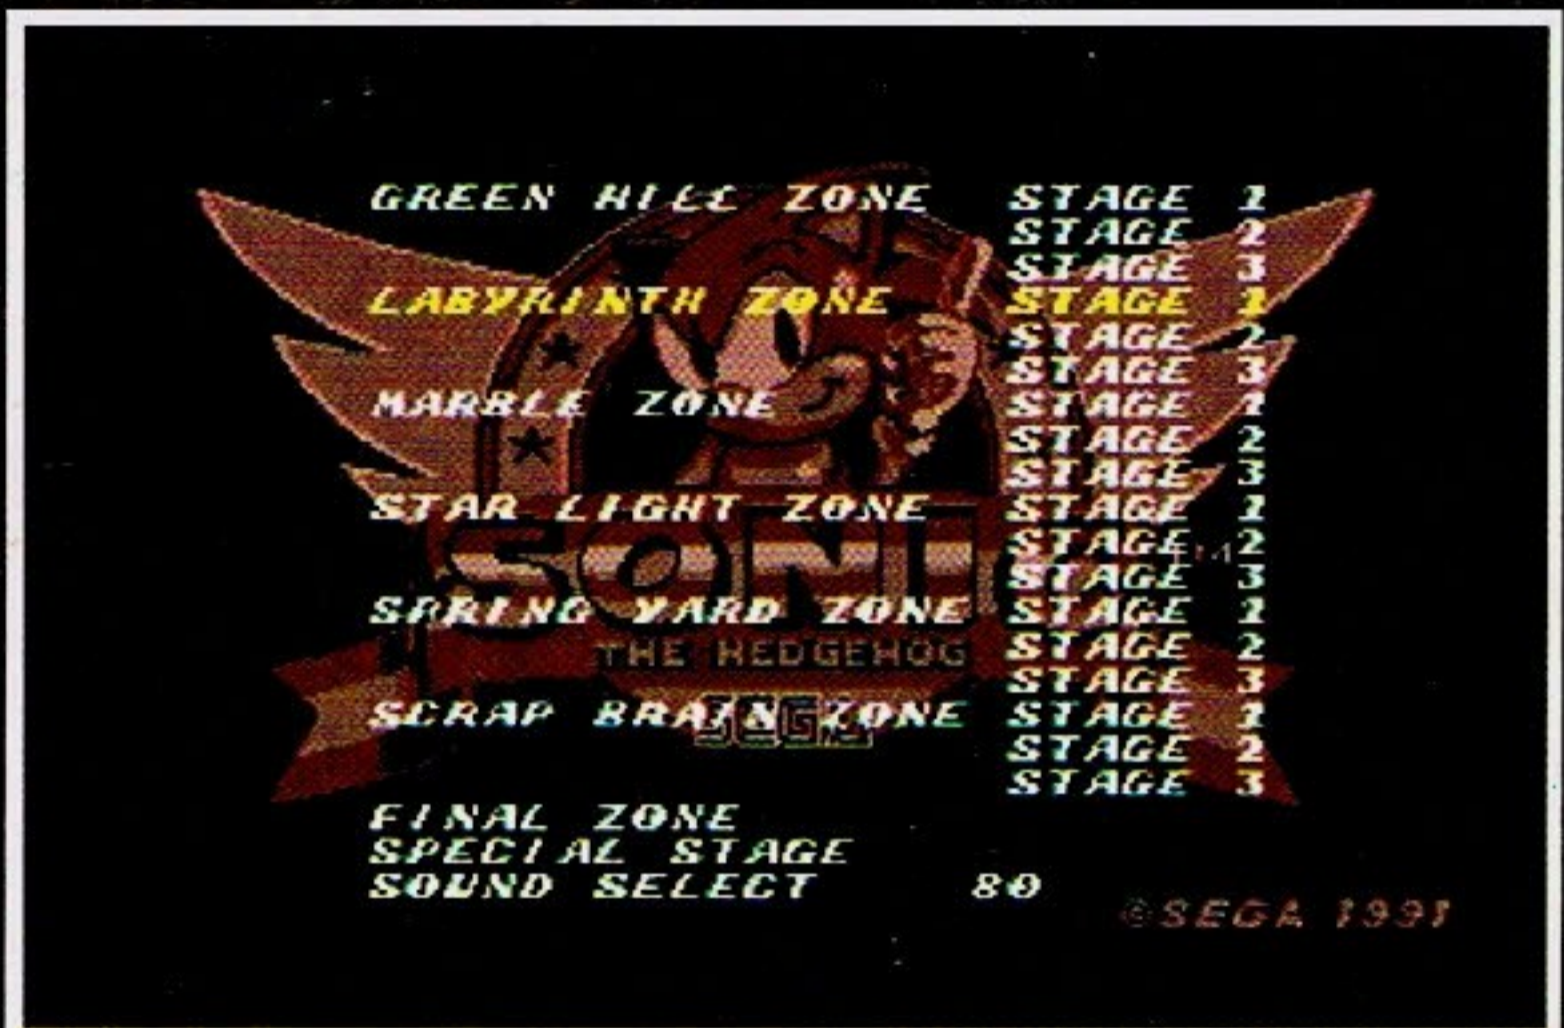 GREEN HILL ZONE STAGE 1
STAGE 2
STAGE 3
LABYRINTH ZONE STAGE 1
STAGE 2
STAGE 3
MARBLE ZONE STAGE 1
STAGE 2
STAGE 3
STAR LIGHT ZONE STAGE 1
STAGE 2
TM
STAGE 3
SONIC
SPRING YARD ZONE STAGE 1
STAGE 2
THE HEDGEHOG
STAGE 3
SCRAP BRAIN ZONE STAGE 1
SEGA
STAGE 2
STAGE 3
FINAL ZONE
SPECIAL STAGE
SOUND SELECT 80
©SEGA 1991